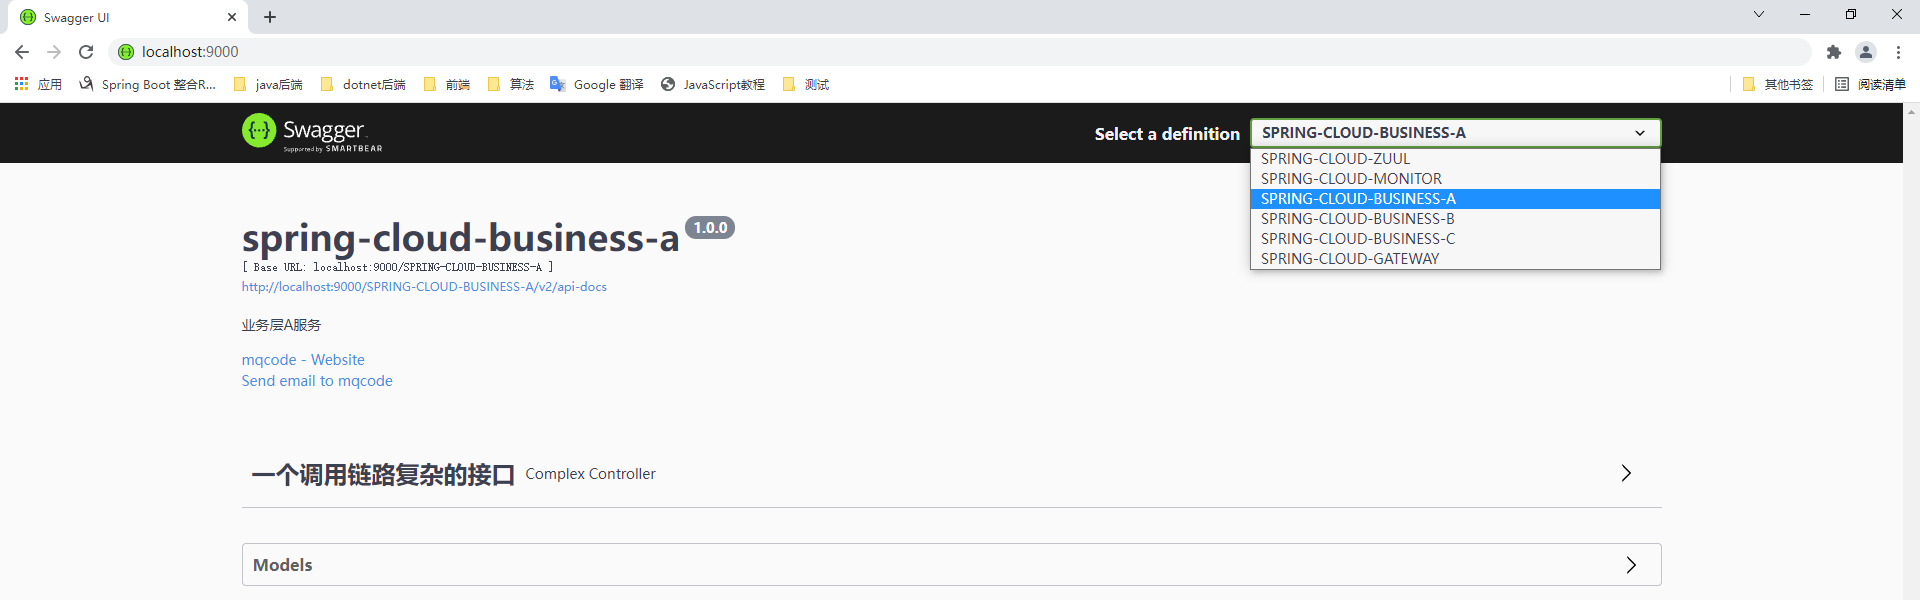 Swagger UI
localhost:9000
应用
Spring Boot 整合R...
java后端
dotnet后端
前端
算法
Google 翻译
JavaScript教程
测试
其他书签
阅读清单
Swagger
Supported by SMARTBEAR
Select a definition
SPRING-CLOUD-BUSINESS-A
SPRING-CLOUD-ZUUL
SPRING-CLOUD-MONITOR
SPRING-CLOUD-BUSINESS-A
SPRING-CLOUD-BUSINESS-B
SPRING-CLOUD-BUSINESS-C
SPRING-CLOUD-GATEWAY
spring-cloud-business-a 1.0.0
[ Base URL: localhost:9000/SPRING-CLOUD-BUSINESS-A ]
http://localhost:9000/SPRING-CLOUD-BUSINESS-A/v2/api-docs
业务层A服务
mqcode - Website
Send email to mqcode
一个调用链路复杂的接口 Complex Controller
Models